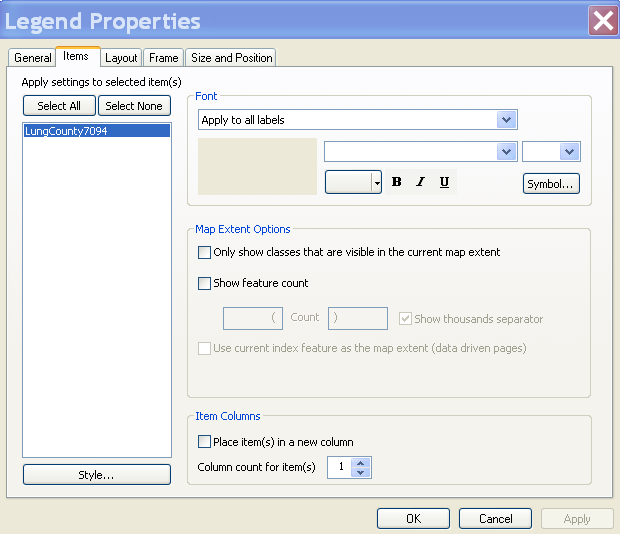 Legend Properties
General Items Layout Frame Size and Position
Apply settings to selected item(s)
Select All Select None
LungCounty7094
Style...
Font
Apply to all labels
B I U
Symbol...
Map Extent Options
Only show classes that are visible in the current map extent
Show feature count
( Count ) Show thousands separator
Use current index feature as the map extent (data driven pages)
Item Columns
Place item(s) in a new column
Column count for item(s) 1
OK Cancel Apply